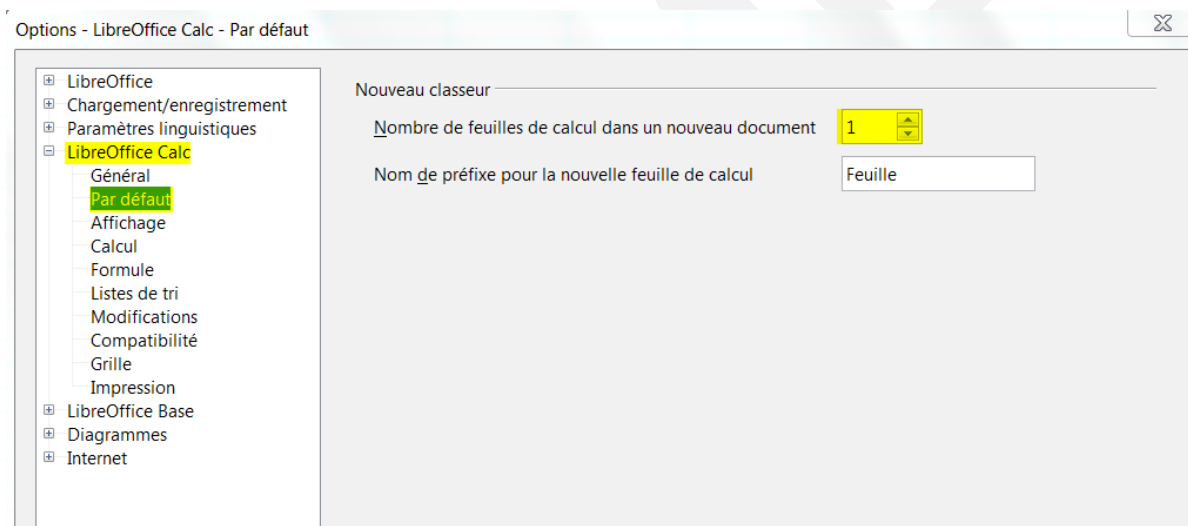 Options - LibreOffice Calc - Par défaut
LibreOffice
Chargement/enregistrement
Paramètres linguistiques
LibreOffice Calc
Général
Par défaut
Affichage
Calcul
Formule
Listes de tri
Modifications
Compatibilité
Grille
Impression
LibreOffice Base
Diagrammes
Internet
Nouveau classeur
Nombre de feuilles de calcul dans un nouveau document 1
Nom de préfixe pour la nouvelle feuille de calcul Feuille